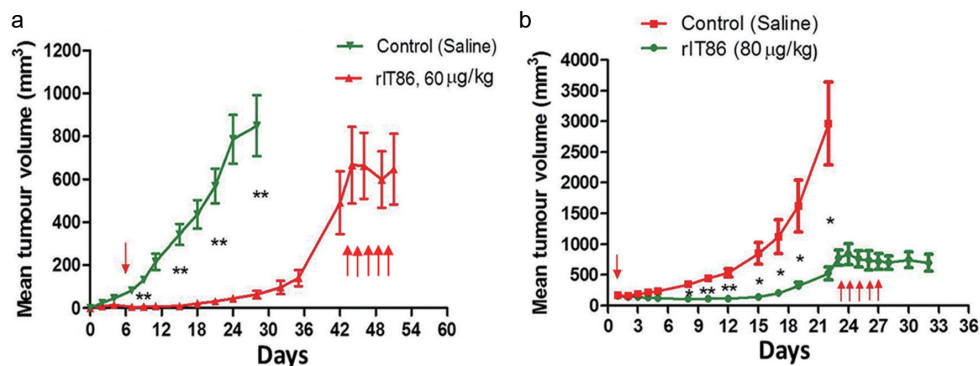 a
Mean tumour volume (mm³)
1200
1000
800
600
400
200
0
Control (Saline)
rIT86, 60 µg/kg
**
**
**
**
0 6 12 18 24 30 36 42 48 54 60
Days
b
Mean tumour volume (mm³)
4000
3500
3000
2500
2000
1500
1000
500
0
Control (Saline)
rIT86 (80 µg/kg)
* ** ** * * * *
0 3 6 9 12 15 18 21 24 27 30 33 36
Days